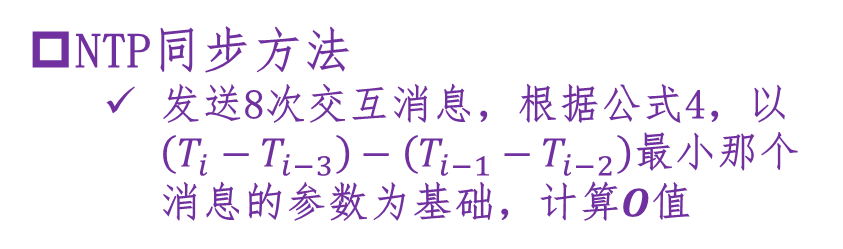 NTP同步方法
✓ 发送8次交互消息，根据公式4，以
(Tᵢ − Tᵢ₋₃) − (Tᵢ₋₁ − Tᵢ₋₂)最小那个
消息的参数为基础，计算O值